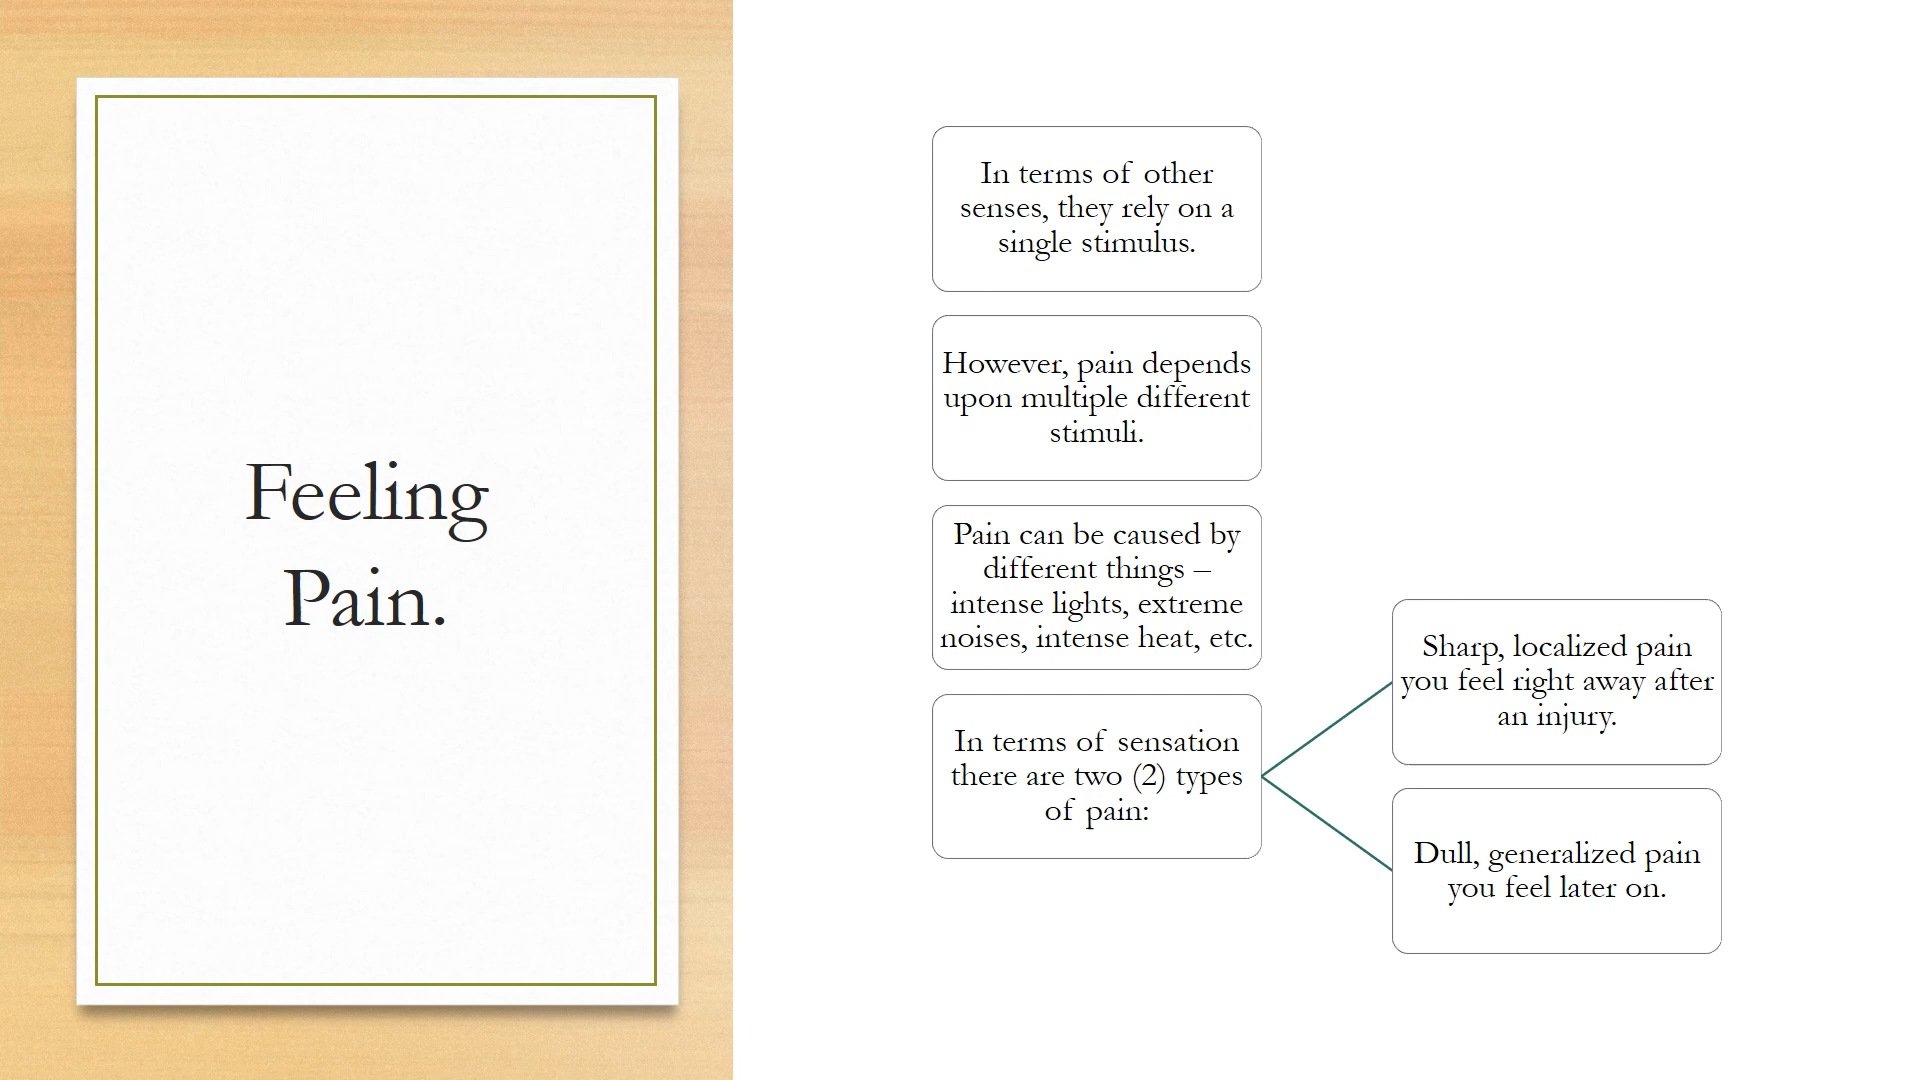 Feeling
Pain.
In terms of other
senses, they rely on a
single stimulus.
However, pain depends
upon multiple different
stimuli.
Pain can be caused by
different things –
intense lights, extreme
noises, intense heat, etc.
In terms of sensation
there are two (2) types
of pain:
Sharp, localized pain
you feel right away after
an injury.
Dull, generalized pain
you feel later on.